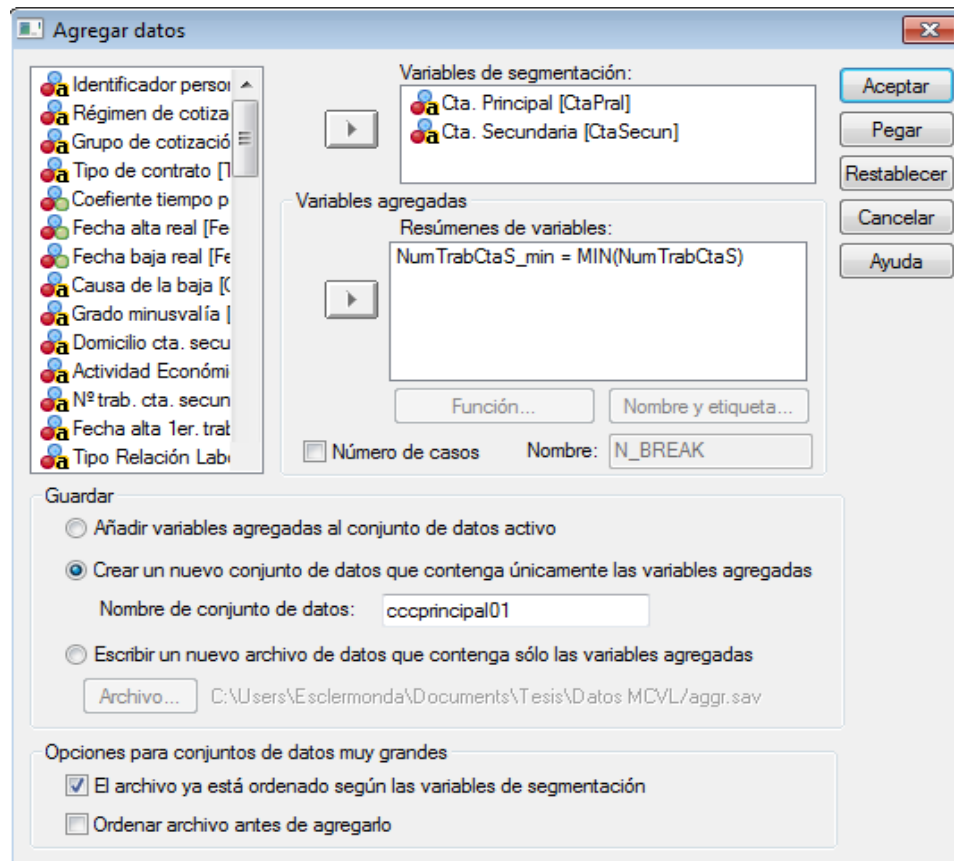 Agregar datos
Identificador person
Régimen de cotiza
Grupo de cotizació
Tipo de contrato [T
Coefiente tiempo p
Fecha alta real [Fe
Fecha baja real [Fe
Causa de la baja [C
Grado minusvalía [
Domicilio cta. secu
Actividad Económi
Nº trab. cta. secun
Fecha alta 1er. trab
Tipo Relación Labo
Variables de segmentación:
Cta. Principal [CtaPral]
Cta. Secundaria [CtaSecun]
Variables agregadas
Resúmenes de variables:
NumTrabCtaS_min = MIN(NumTrabCtaS)
Función...
Nombre y etiqueta...
Número de casos
Nombre:
N_BREAK
Aceptar
Pegar
Restablecer
Cancelar
Ayuda
Guardar
Añadir variables agregadas al conjunto de datos activo
Crear un nuevo conjunto de datos que contenga únicamente las variables agregadas
Nombre de conjunto de datos:
cccprincipal01
Escribir un nuevo archivo de datos que contenga sólo las variables agregadas
Archivo...
C:\Users\Esclermonda\Documents\Tesis\Datos MCVL/aggr.sav
Opciones para conjuntos de datos muy grandes
El archivo ya está ordenado según las variables de segmentación
Ordenar archivo antes de agregarlo